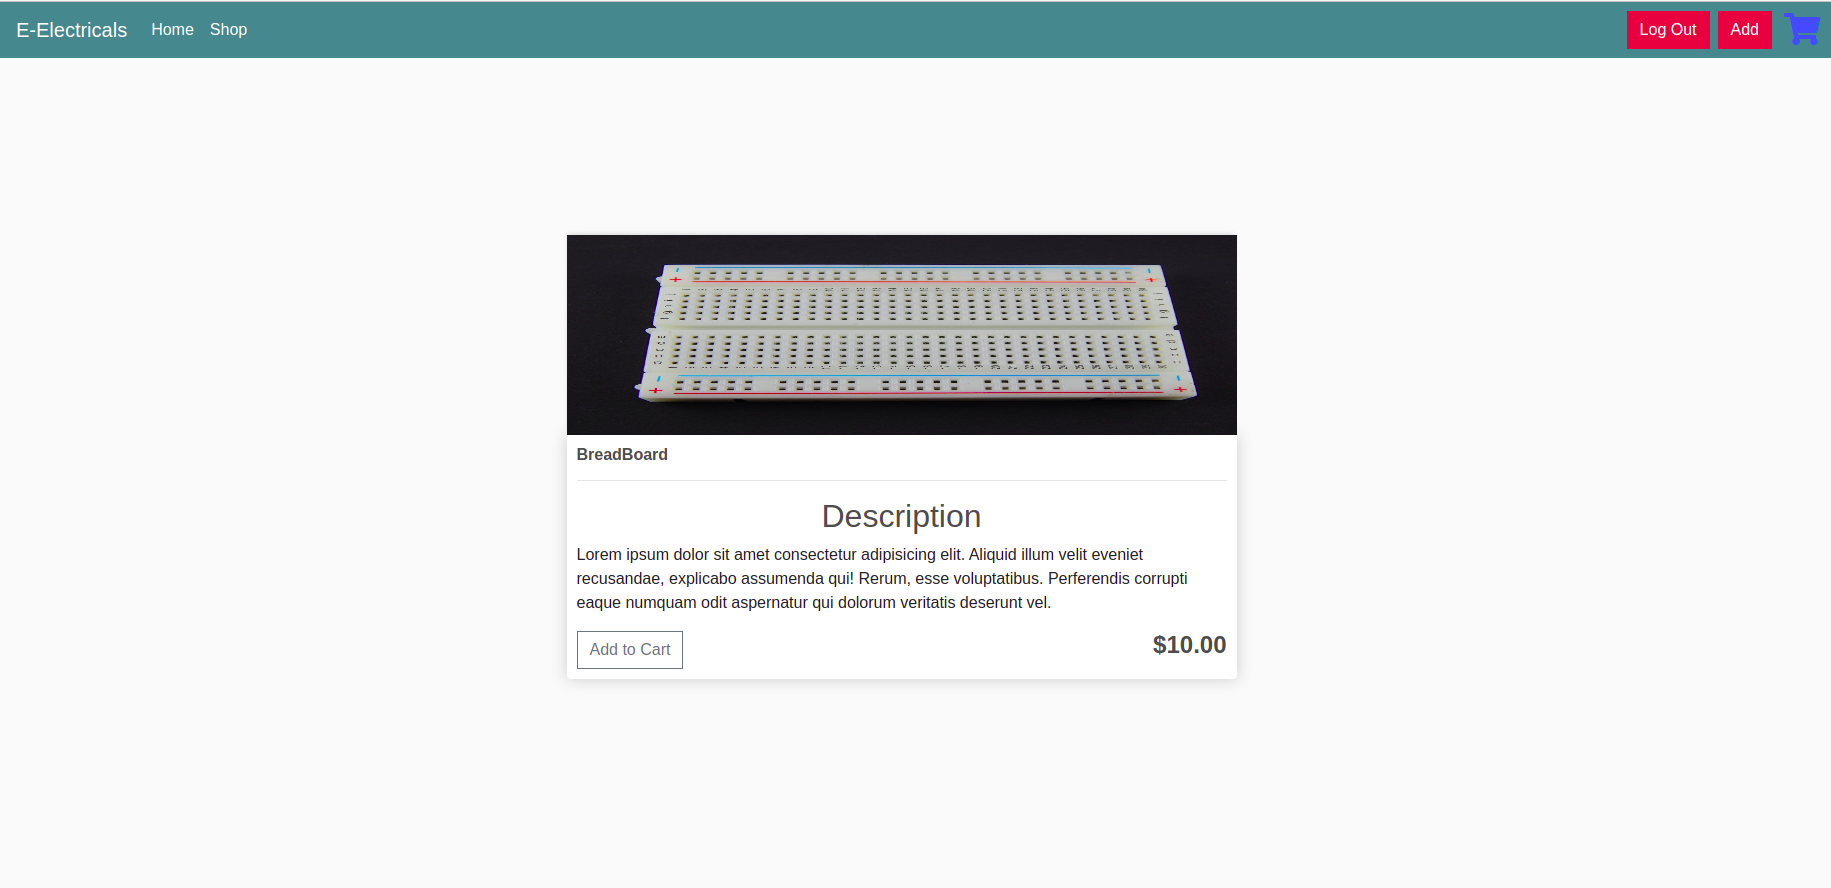 E-Electricals Home Shop Log Out Add
BreadBoard
Description
Lorem ipsum dolor sit amet consectetur adipisicing elit. Aliquid illum velit eveniet
recusandae, explicabo assumenda qui! Rerum, esse voluptatibus. Perferendis corrupti
eaque numquam odit aspernatur qui dolorum veritatis deserunt vel.
Add to Cart $10.00